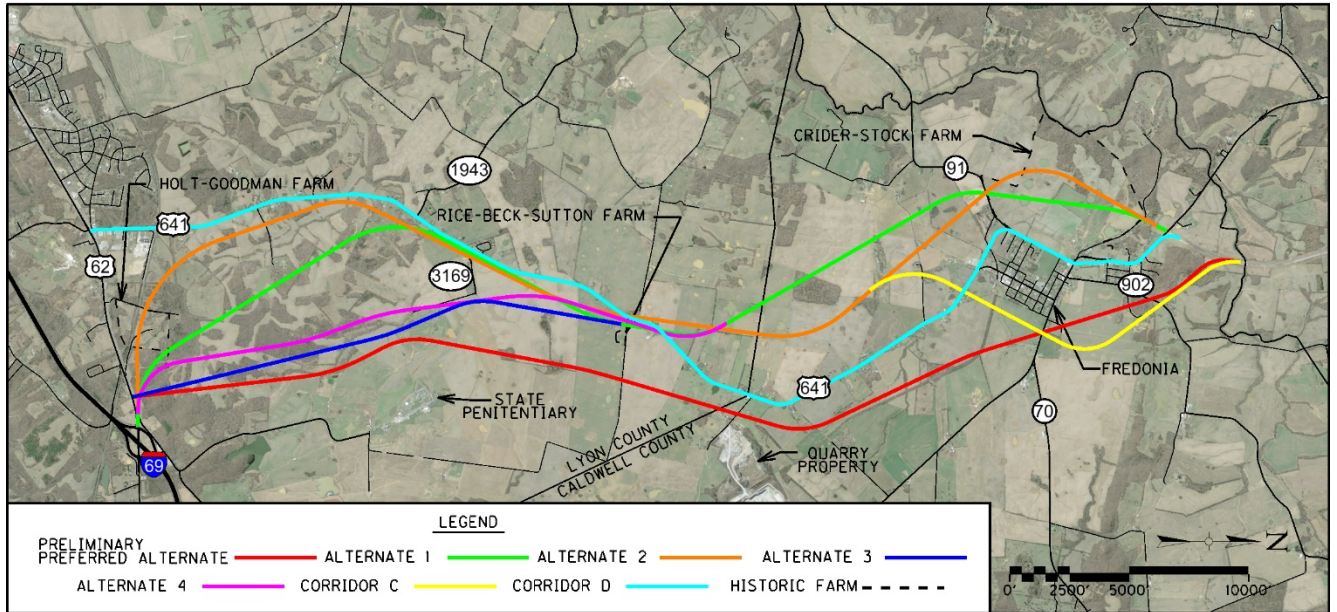 HOLT-GOODMAN FARM
641
62
1943
3169
RICE-BECK-SUTTON FARM
CRIDER-STOCK FARM
91
902
FREDONIA
70
641
STATE
PENITENTIARY
LYON COUNTY
CALDWELL COUNTY
QUARRY
PROPERTY
69
LEGEND
PRELIMINARY
PREFERRED ALTERNATE ALTERNATE 1 ALTERNATE 2 ALTERNATE 3
ALTERNATE 4 CORRIDOR C CORRIDOR D HISTORIC FARM
N
0' 2500' 5000' 10000'